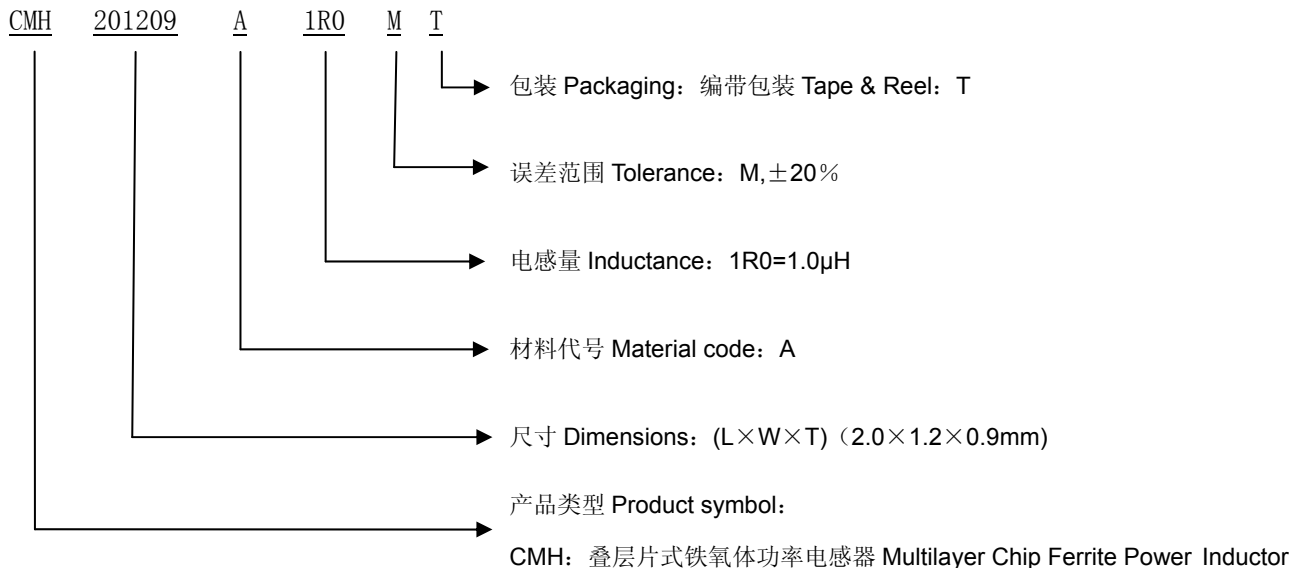 CMH 201209 A 1R0 M T
包装 Packaging：编带包装 Tape & Reel：T
误差范围 Tolerance：M,±20％
电感量 Inductance：1R0=1.0μH
材料代号 Material code：A
尺寸 Dimensions：(L×W×T)（2.0×1.2×0.9mm)
产品类型 Product symbol：
CMH：叠层片式铁氧体功率电感器 Multilayer Chip Ferrite Power Inductor